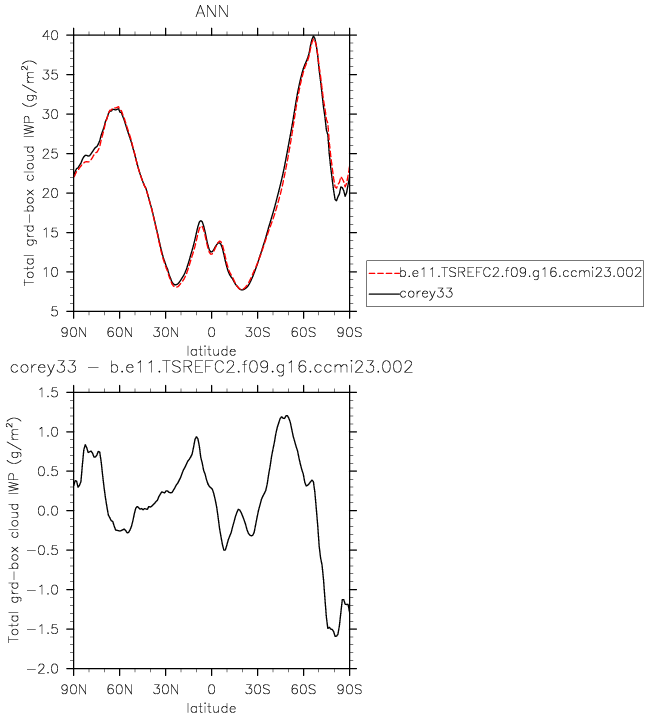 ANN
Total grd-box cloud IWP (g/m²)
40
35
30
25
20
15
10
5
90N 60N 30N 0 30S 60S 90S
latitude
b.e11.TSREFC2.f09.g16.ccmi23.002
corey33
corey33 - b.e11.TSREFC2.f09.g16.ccmi23.002
Total grd-box cloud IWP (g/m²)
1.5
1.0
0.5
0.0
-0.5
-1.0
-1.5
-2.0
90N 60N 30N 0 30S 60S 90S
latitude